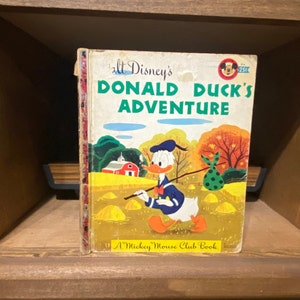 Walt Disney's
DONALD DUCK'S
ADVENTURE
A Mickey Mouse Club Book